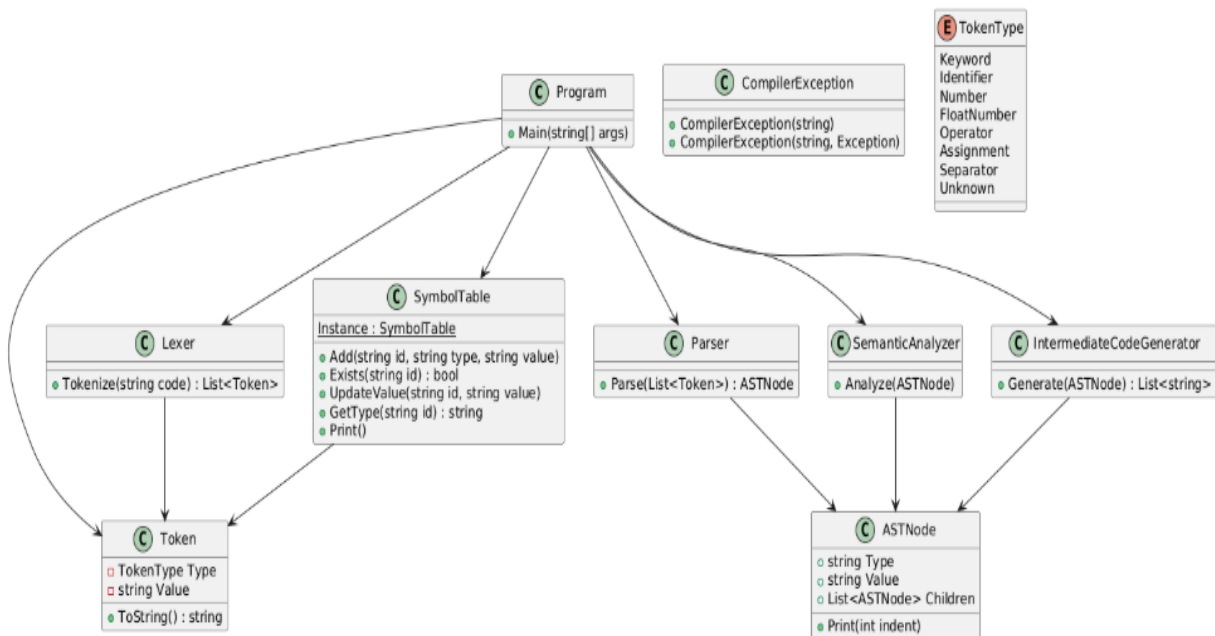 E TokenType
Keyword
Identifier
Number
FloatNumber
Operator
Assignment
Separator
Unknown
C Program
Main(string[] args)
C CompilerException
CompilerException(string)
CompilerException(string, Exception)
C Lexer
Tokenize(string code) : List<Token>
C SymbolTable
Instance : SymbolTable
Add(string id, string type, string value)
Exists(string id) : bool
UpdateValue(string id, string value)
GetType(string id) : string
Print()
C Parser
Parse(List<Token>) : ASTNode
C SemanticAnalyzer
Analyze(ASTNode)
C IntermediateCodeGenerator
Generate(ASTNode) : List<string>
C Token
TokenType Type
string Value
ToString() : string
C ASTNode
string Type
string Value
List<ASTNode> Children
Print(int indent)